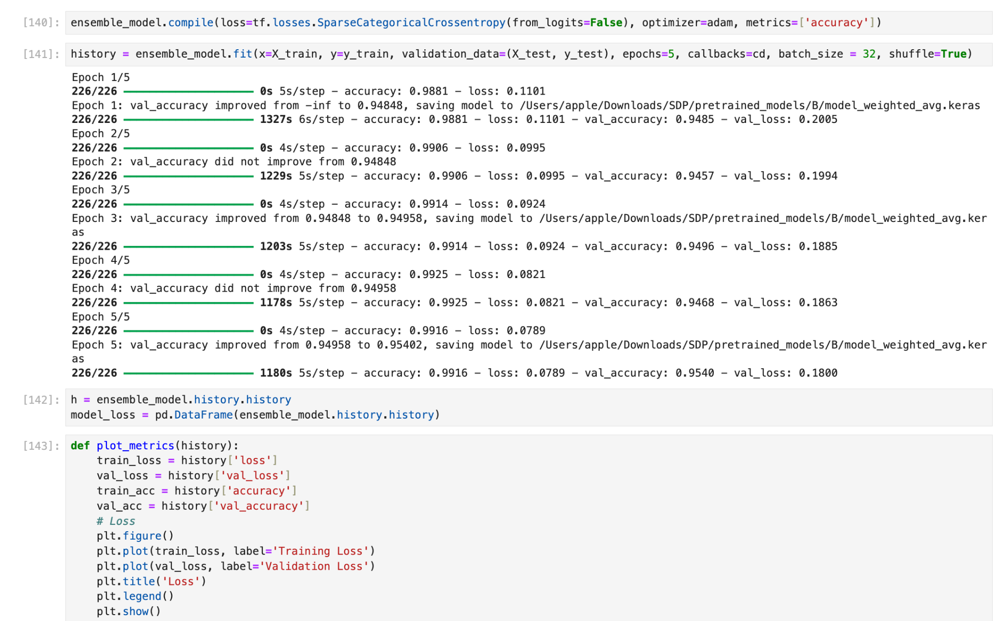 [140]: ensemble_model.compile(loss=tf.losses.SparseCategoricalCrossentropy(from_logits=False), optimizer=adam, metrics=['accuracy'])
[141]: history = ensemble_model.fit(x=X_train, y=y_train, validation_data=(X_test, y_test), epochs=5, callbacks=cd, batch_size = 32, shuffle=True)
Epoch 1/5
226/226 ━━━━━━━━━━━━━━━━━━━━ 0s 5s/step - accuracy: 0.9881 - loss: 0.1101
Epoch 1: val_accuracy improved from -inf to 0.94848, saving model to /Users/apple/Downloads/SDP/pretrained_models/B/model_weighted_avg.keras
226/226 ━━━━━━━━━━━━━━━━━━━━ 1327s 6s/step - accuracy: 0.9881 - loss: 0.1101 - val_accuracy: 0.9485 - val_loss: 0.2005
Epoch 2/5
226/226 ━━━━━━━━━━━━━━━━━━━━ 0s 4s/step - accuracy: 0.9906 - loss: 0.0995
Epoch 2: val_accuracy did not improve from 0.94848
226/226 ━━━━━━━━━━━━━━━━━━━━ 1229s 5s/step - accuracy: 0.9906 - loss: 0.0995 - val_accuracy: 0.9457 - val_loss: 0.1994
Epoch 3/5
226/226 ━━━━━━━━━━━━━━━━━━━━ 0s 4s/step - accuracy: 0.9914 - loss: 0.0924
Epoch 3: val_accuracy improved from 0.94848 to 0.94958, saving model to /Users/apple/Downloads/SDP/pretrained_models/B/model_weighted_avg.ker
as
226/226 ━━━━━━━━━━━━━━━━━━━━ 1203s 5s/step - accuracy: 0.9914 - loss: 0.0924 - val_accuracy: 0.9496 - val_loss: 0.1885
Epoch 4/5
226/226 ━━━━━━━━━━━━━━━━━━━━ 0s 4s/step - accuracy: 0.9925 - loss: 0.0821
Epoch 4: val_accuracy did not improve from 0.94958
226/226 ━━━━━━━━━━━━━━━━━━━━ 1178s 5s/step - accuracy: 0.9925 - loss: 0.0821 - val_accuracy: 0.9468 - val_loss: 0.1863
Epoch 5/5
226/226 ━━━━━━━━━━━━━━━━━━━━ 0s 4s/step - accuracy: 0.9916 - loss: 0.0789
Epoch 5: val_accuracy improved from 0.94958 to 0.95402, saving model to /Users/apple/Downloads/SDP/pretrained_models/B/model_weighted_avg.ker
as
226/226 ━━━━━━━━━━━━━━━━━━━━ 1180s 5s/step - accuracy: 0.9916 - loss: 0.0789 - val_accuracy: 0.9540 - val_loss: 0.1800
[142]: h = ensemble_model.history.history
model_loss = pd.DataFrame(ensemble_model.history.history)
[143]: def plot_metrics(history):
    train_loss = history['loss']
    val_loss = history['val_loss']
    train_acc = history['accuracy']
    val_acc = history['val_accuracy']
    # Loss
    plt.figure()
    plt.plot(train_loss, label='Training Loss')
    plt.plot(val_loss, label='Validation Loss')
    plt.title('Loss')
    plt.legend()
    plt.show()